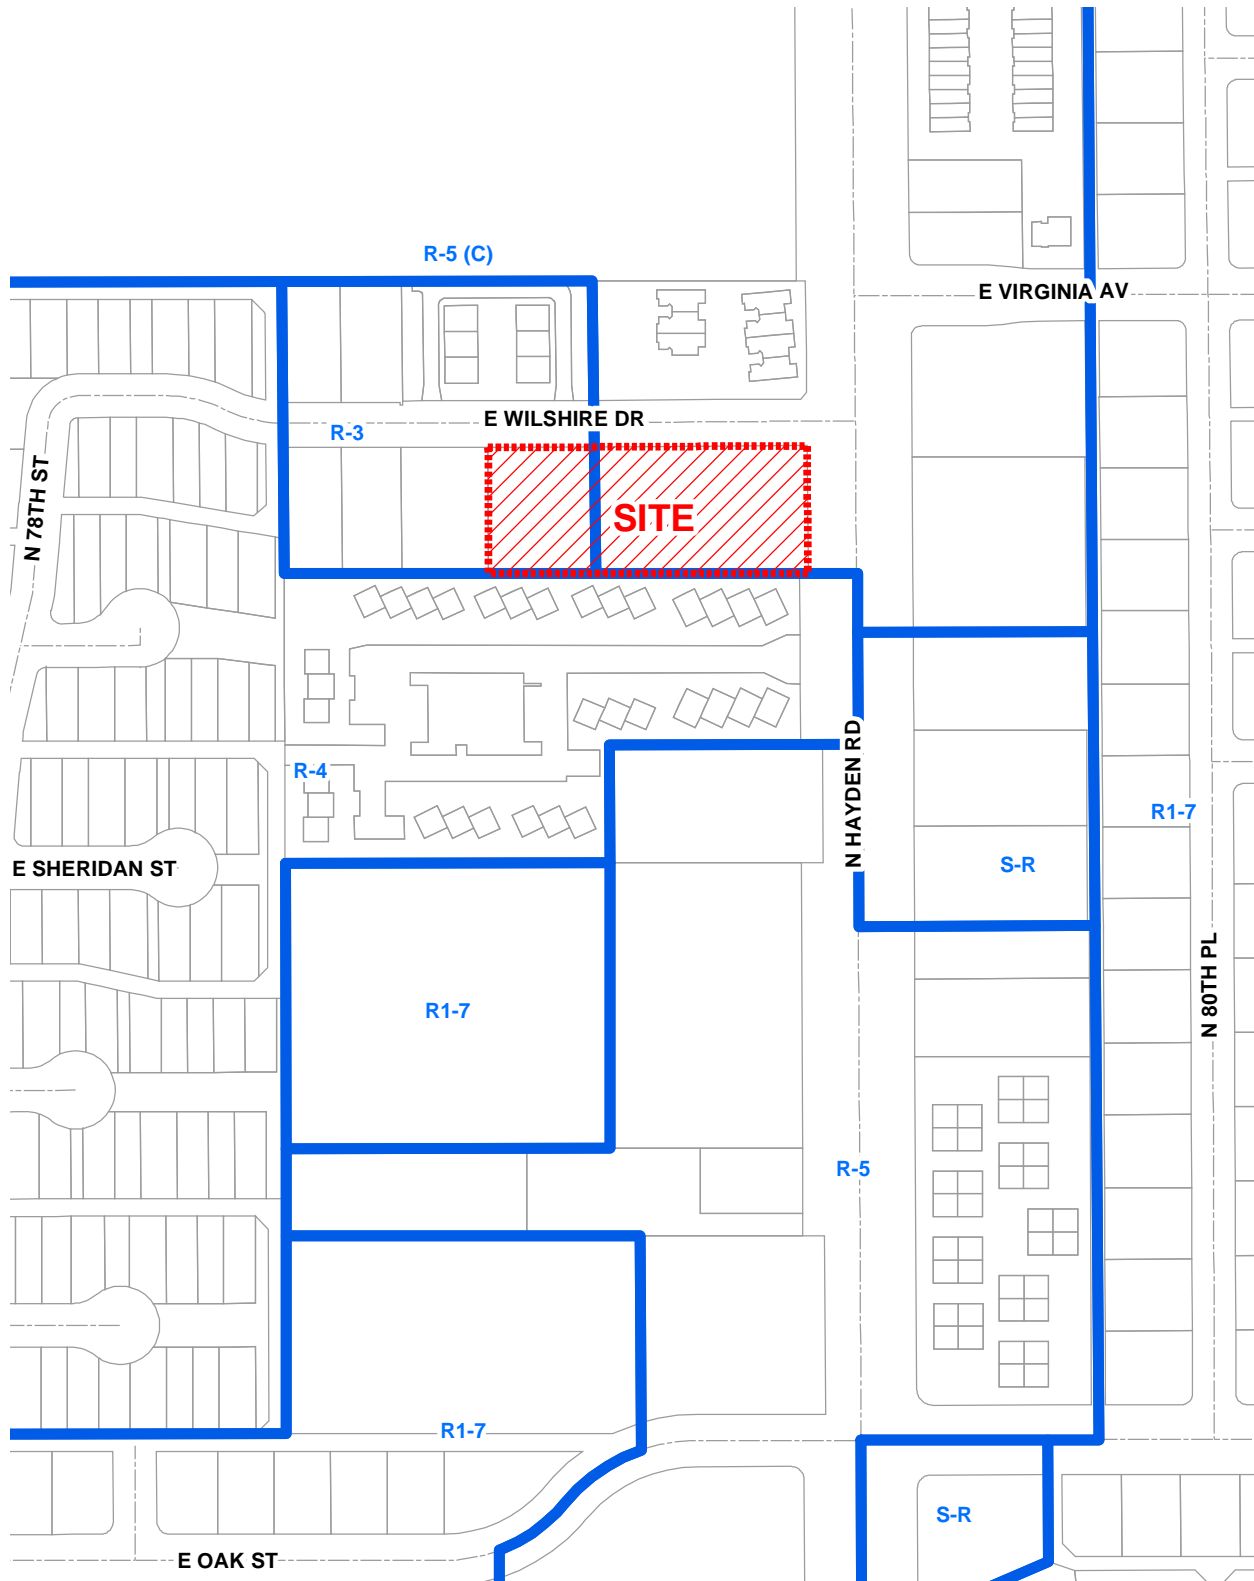 R-5 (C)
E VIRGINIA AV
E WILSHIRE DR
R-3
N 78TH ST
SITE
N HAYDEN RD
R-4
R1-7
E SHERIDAN ST
S-R
N 80TH PL
R1-7
R-5
R1-7
S-R
E OAK ST